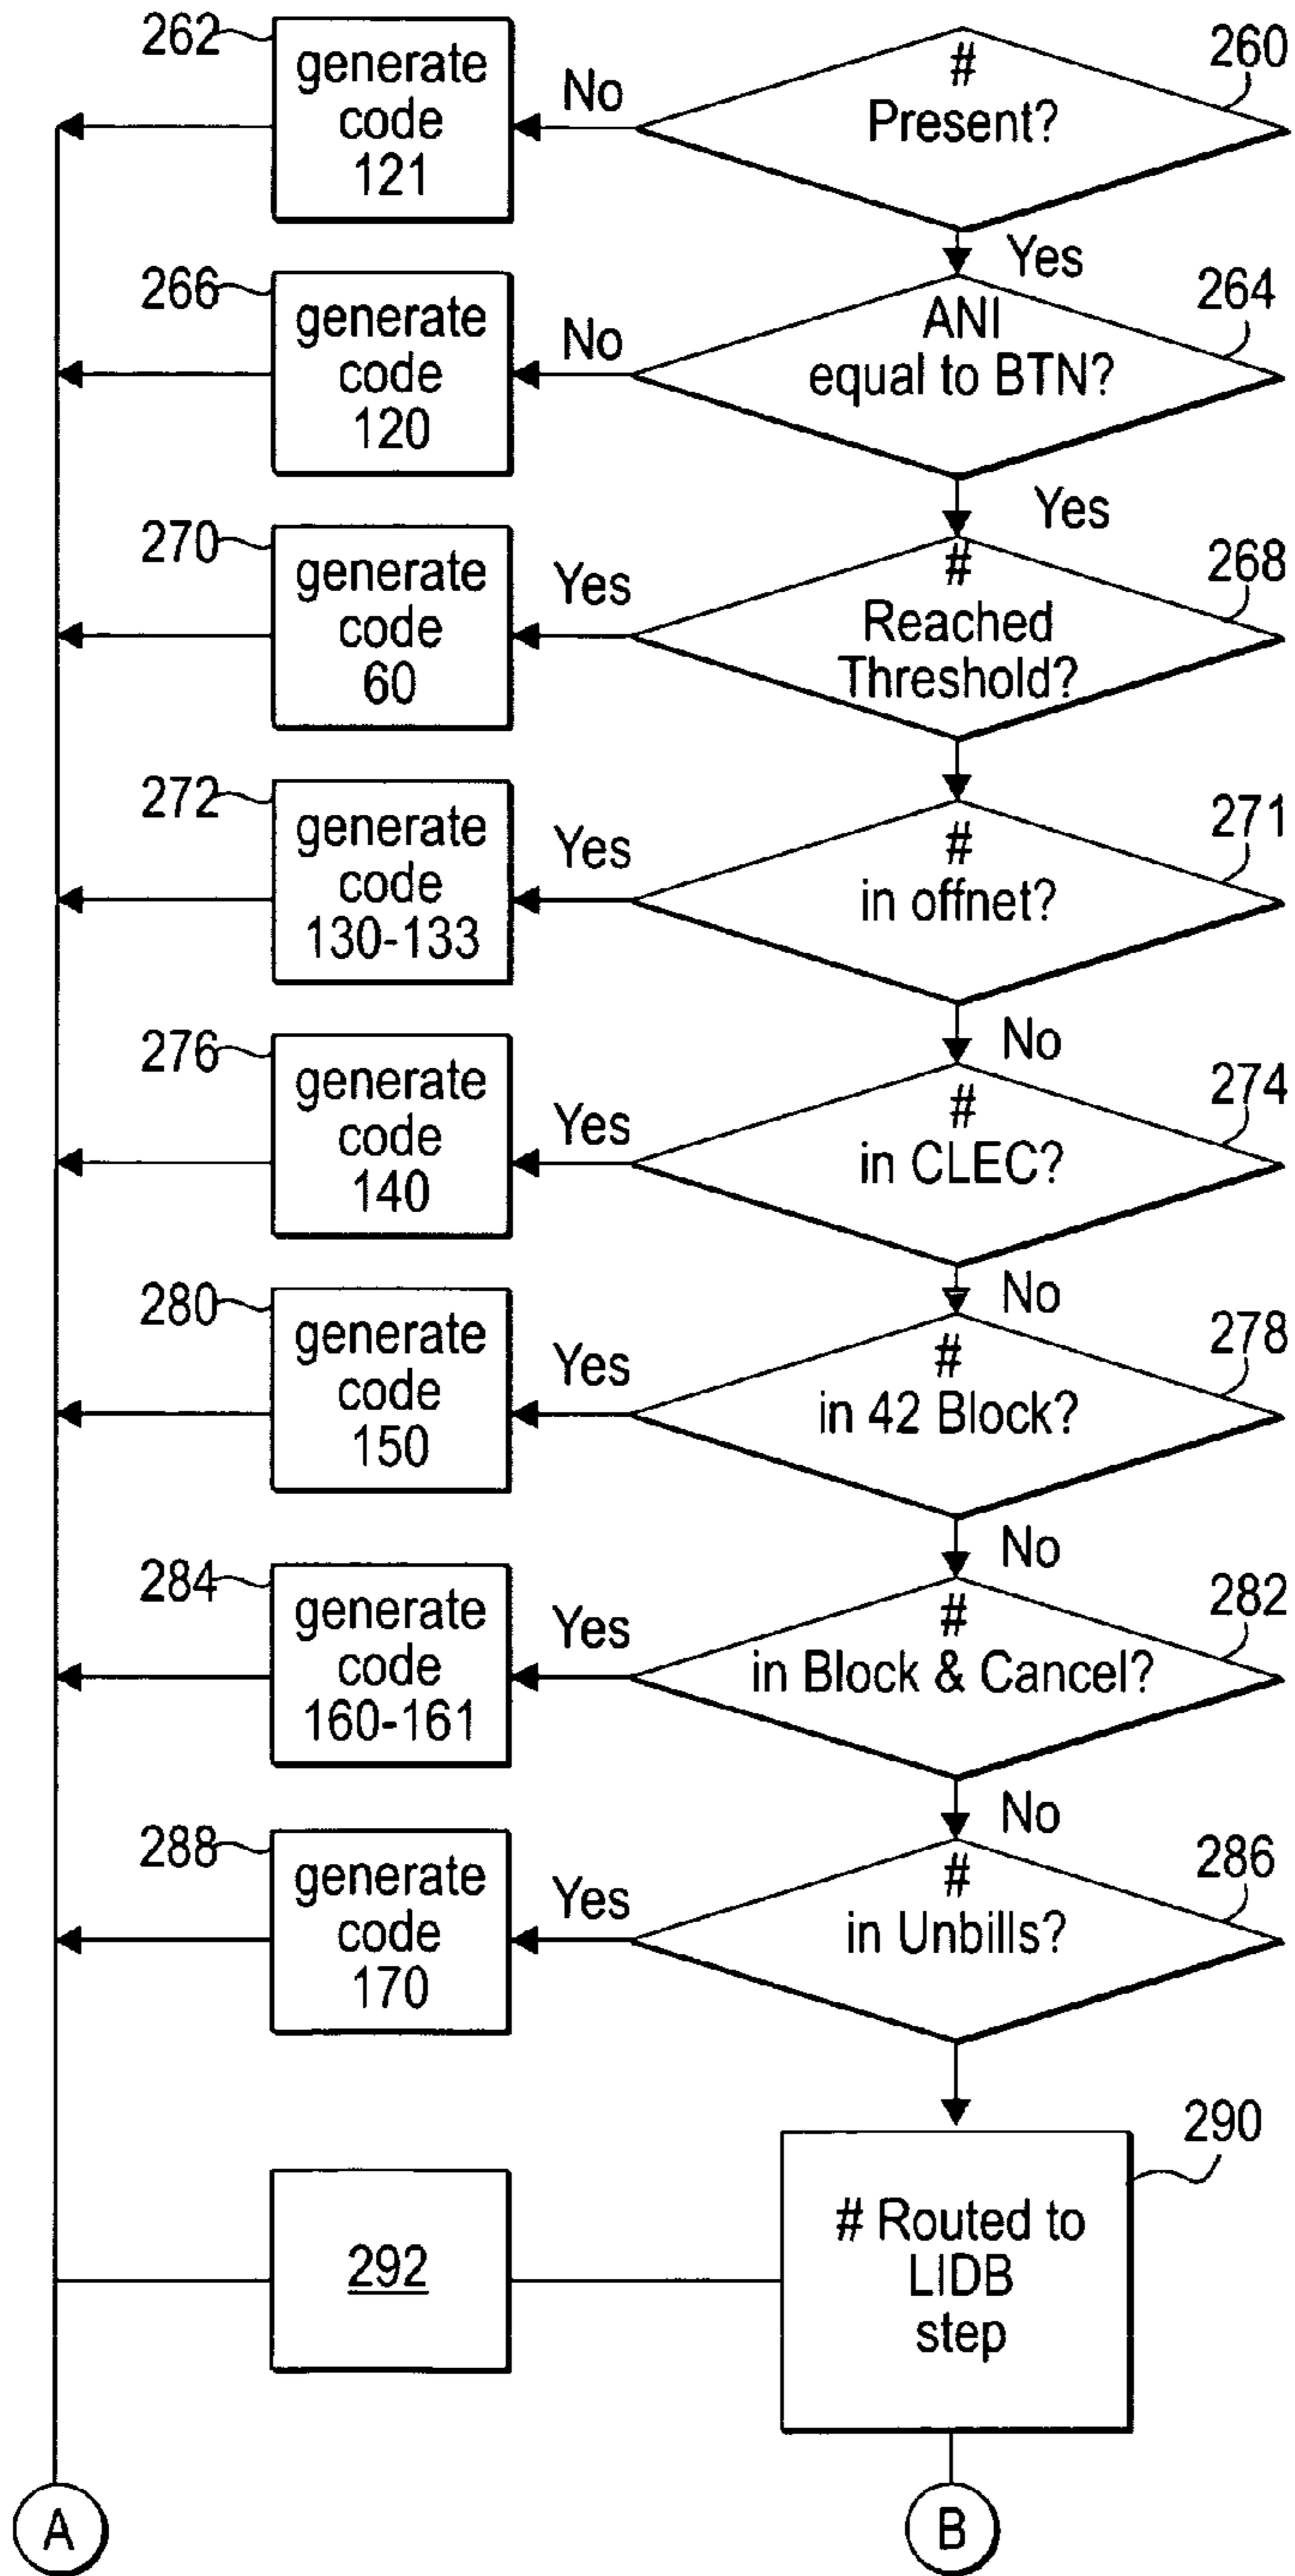 262
generate
code
121
No
#
Present?
260
Yes
266
generate
code
120
No
ANI
equal to BTN?
264
Yes
270
generate
code
60
Yes
#
Reached
Threshold?
268
272
generate
code
130-133
Yes
#
in offnet?
271
No
276
generate
code
140
Yes
#
in CLEC?
274
No
280
generate
code
150
Yes
#
in 42 Block?
278
No
284
generate
code
160-161
Yes
#
in Block & Cancel?
282
No
288
generate
code
170
Yes
#
in Unbills?
286
292
# Routed to
LIDB
step
290
A
B